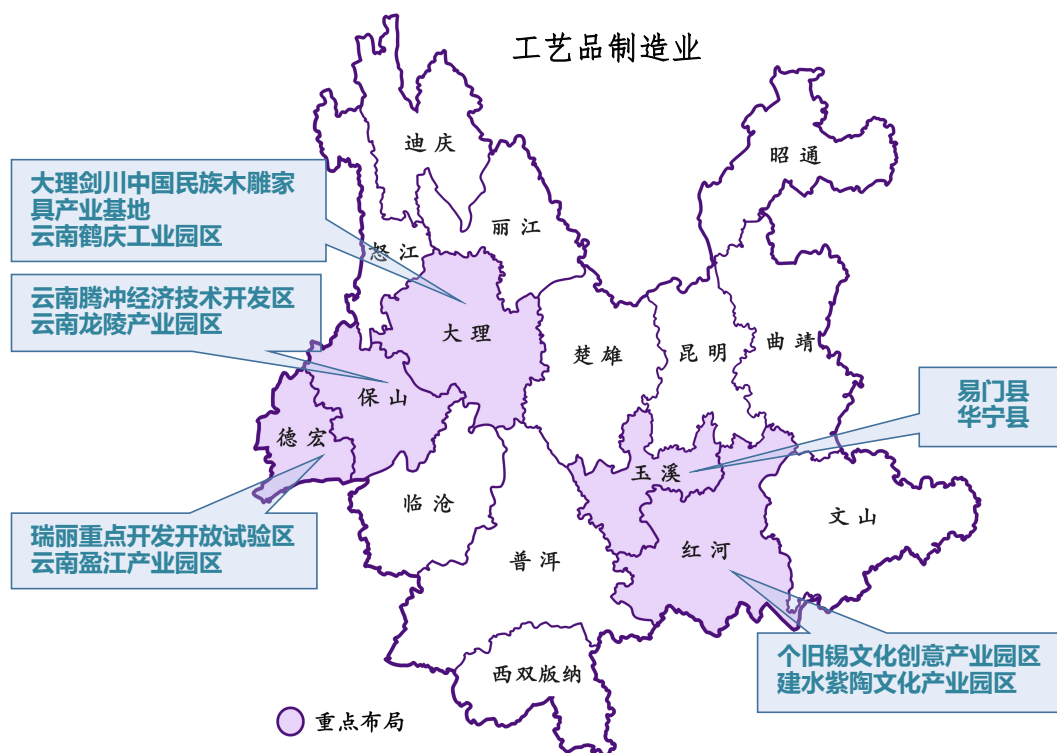 工艺品制造业
迪庆
昭通
大理剑川中国民族木雕家
具产业基地
云南鹤庆工业园区
丽江
怒江
云南腾冲经济技术开发区
云南龙陵产业园区
大理
楚雄
昆明
曲靖
保山
易门县
华宁县
德宏
玉溪
临沧
文山
瑞丽重点开发开放试验区
云南盈江产业园区
普洱
红河
个旧锡文化创意产业园区
建水紫陶文化产业园区
西双版纳
重点布局